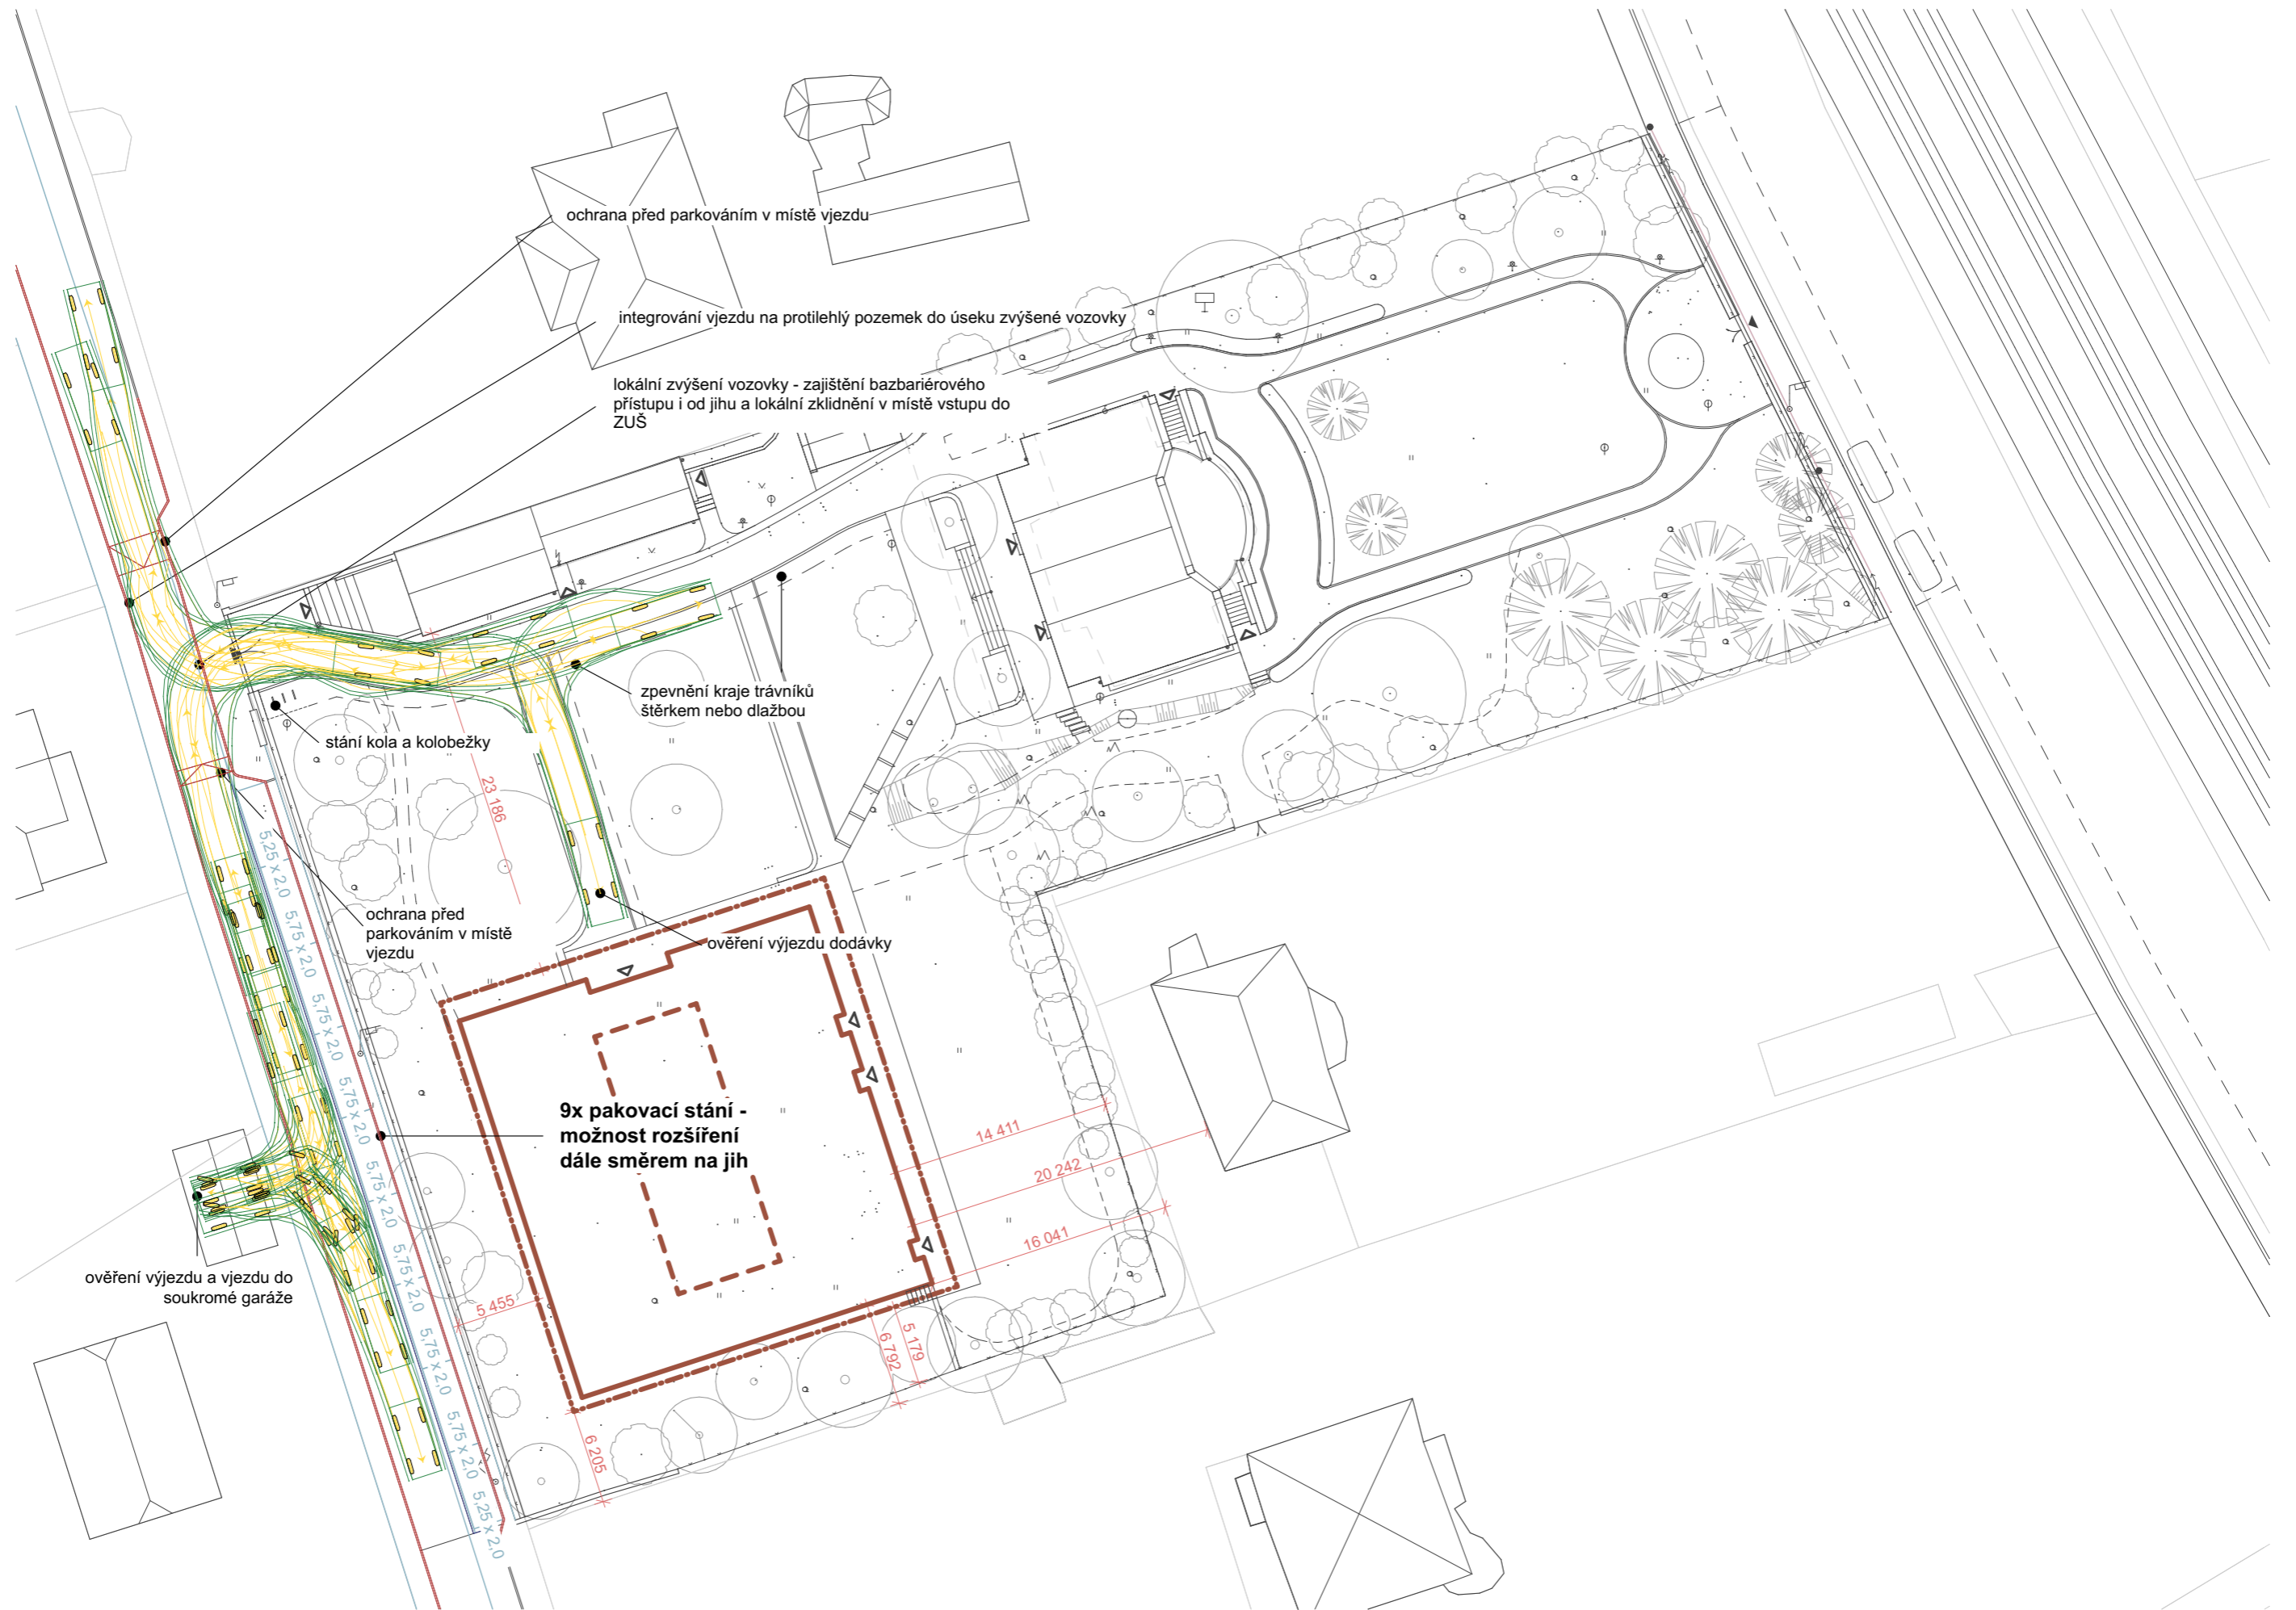 ochrana před parkováním v místě vjezdu
integrování vjezdu na protilehlý pozemek do úseku zvýšené vozovky
lokální zvýšení vozovky - zajištění bazbariérového
přístupu i od jihu a lokální zklidnění v místě vstupu do
ZUŠ
zpevnění kraje trávníků
štěrkem nebo dlažbou
stání kola a kolobežky
23 186
5,25 x 2,0
ochrana před
parkováním v místě
vjezdu
ověření výjezdu dodávky
5,75 x 2,0
5,75 x 2,0
5,75 x 2,0
9x pakovací stání -
možnost rozšíření
dále směrem na jih
14 411
20 242
16 041
5,75 x 2,0
5,75 x 2,0
ověření výjezdu a vjezdu do
soukromé garáže
5 455
5,75 x 2,0
5 179
6 792
5,75 x 2,0
6 205
5,25 x 2,0